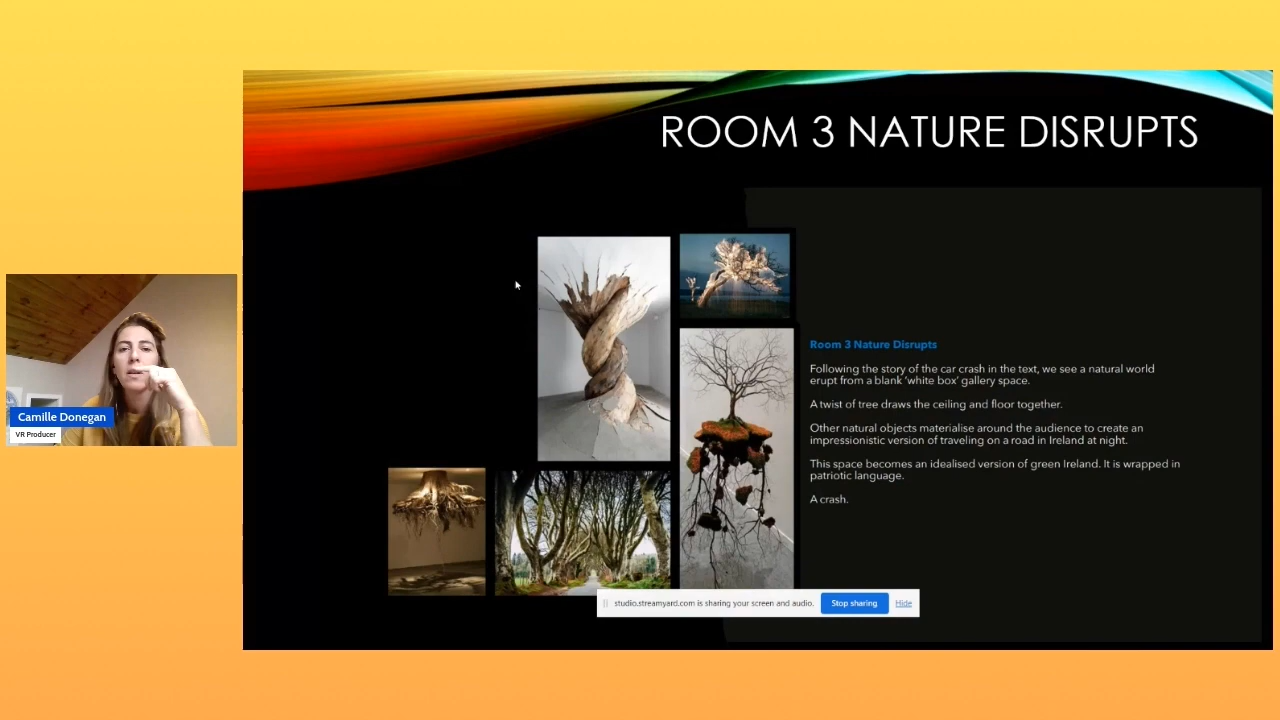 ROOM 3 NATURE DISRUPTS
Room 3 Nature Disrupts
Following the story of the car crash in the text, we see a natural world
erupt from a blank ‘white box’ gallery space.
A twist of tree draws the ceiling and floor together.
Other natural objects materialise around the audience to create an
impressionistic version of traveling on a road in Ireland at night.
This space becomes an idealised version of green Ireland. It is wrapped in
patriotic language.
A crash.
Camille Donegan
VR Producer
studio.streamyard.com is sharing your screen and audio.
Stop sharing
Hide